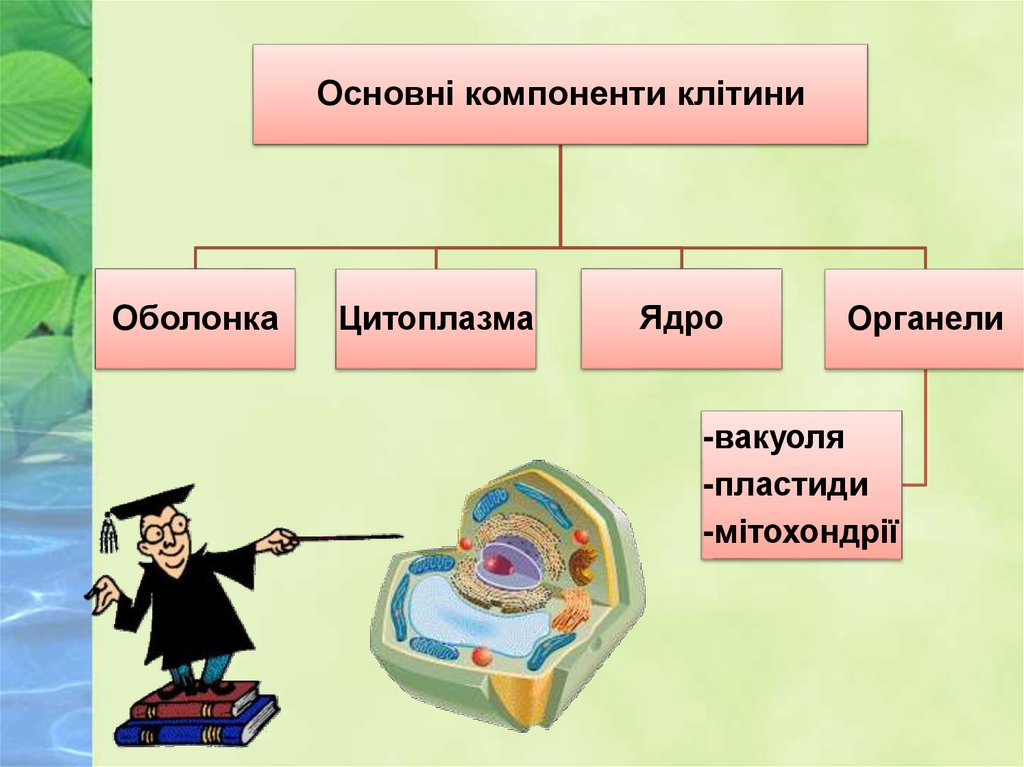 Основні компоненти клітини
Оболонка
Цитоплазма
Ядро
Органели
-вакуоля
-пластиди
-мітохондрії